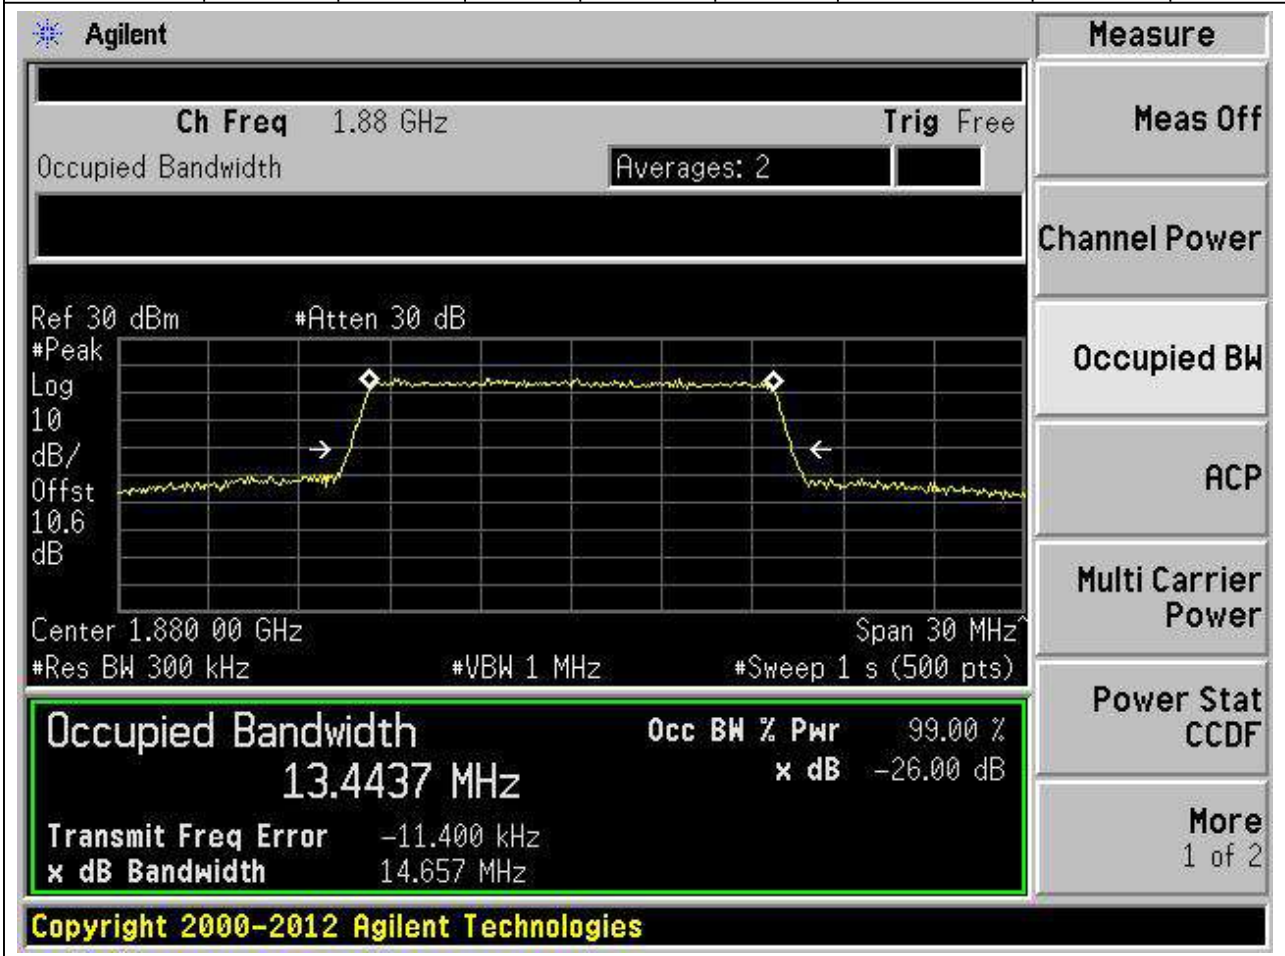 Agilent
Measure
Ch Freq 1.88 GHz Trig Free
Meas Off
Occupied Bandwidth Averages: 2
Channel Power
Ref 30 dBm #Atten 30 dB
#Peak
Log
10
dB/
Offst
10.6
dB
Occupied BW
ACP
Center 1.880 00 GHz Span 30 MHz^
#Res BW 300 kHz #VBW 1 MHz #Sweep 1 s (500 pts)
Multi Carrier
Power
Occupied Bandwidth Occ BW % Pwr 99.00 %
13.4437 MHz x dB -26.00 dB
Power Stat
CCDF
Transmit Freq Error -11.400 kHz
x dB Bandwidth 14.657 MHz
More
1 of 2
Copyright 2000-2012 Agilent Technologies